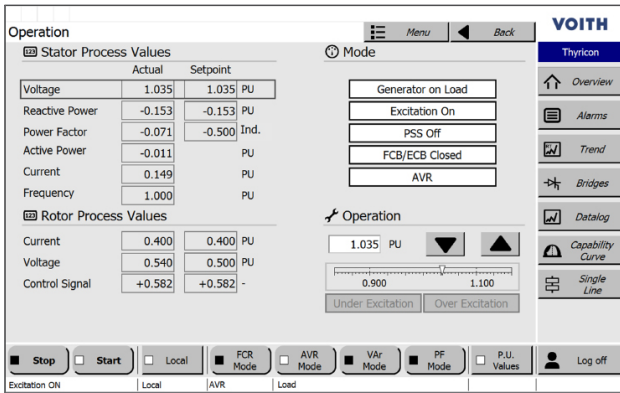 Operation
Menu
Back
VOITH
Thyricon
123 Stator Process Values
Mode
Actual Setpoint
Voltage 1.035 1.035 PU
Reactive Power -0.153 -0.153 PU
Power Factor -0.071 -0.500 Ind.
Active Power -0.011 PU
Current 0.149 PU
Frequency 1.000 PU
Generator on Load
Excitation On
PSS Off
FCB/ECB Closed
AVR
123 Rotor Process Values
Current 0.400 0.400 PU
Voltage 0.540 0.500 PU
Control Signal +0.582 +0.582 -
Operation
1.035 PU
0.900 1.100
Under Excitation Over Excitation
Overview
Alarms
Trend
Bridges
Datalog
Capability
Curve
Single
Line
Stop
Start
Local
FCR
Mode
AVR
Mode
VAr
Mode
PF
Mode
P.U.
Values
Log off
Excitation ON Local AVR Load